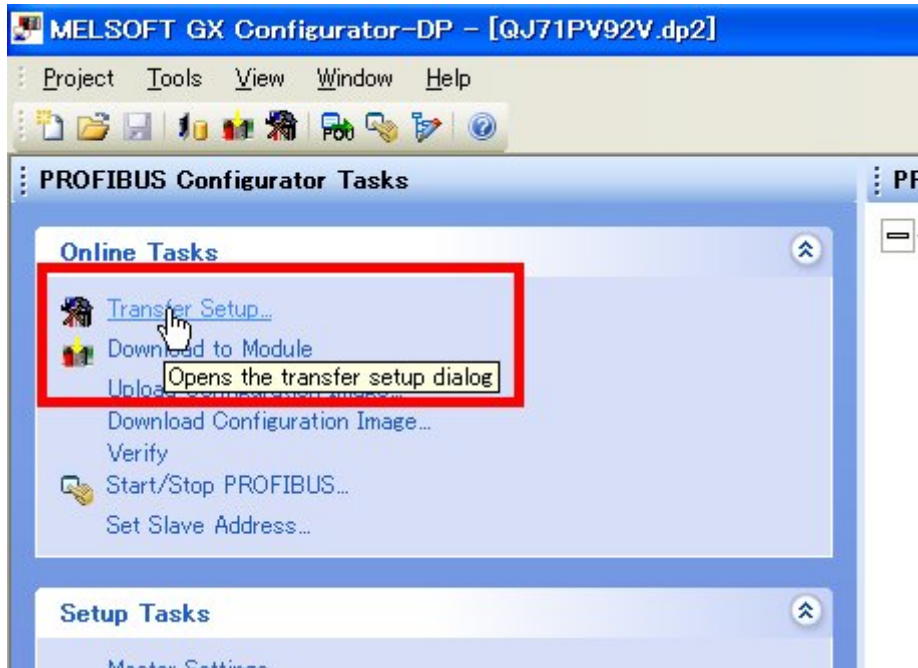 MELSOFT GX Configurator-DP - [QJ71PV92V.dp2]
Project Tools View Window Help
PROFIBUS Configurator Tasks
Online Tasks
Transfer Setup...
Download to Module
Opens the transfer setup dialog
Download Configuration Image...
Verify
Start/Stop PROFIBUS...
Set Slave Address...
Setup Tasks
Master Settings